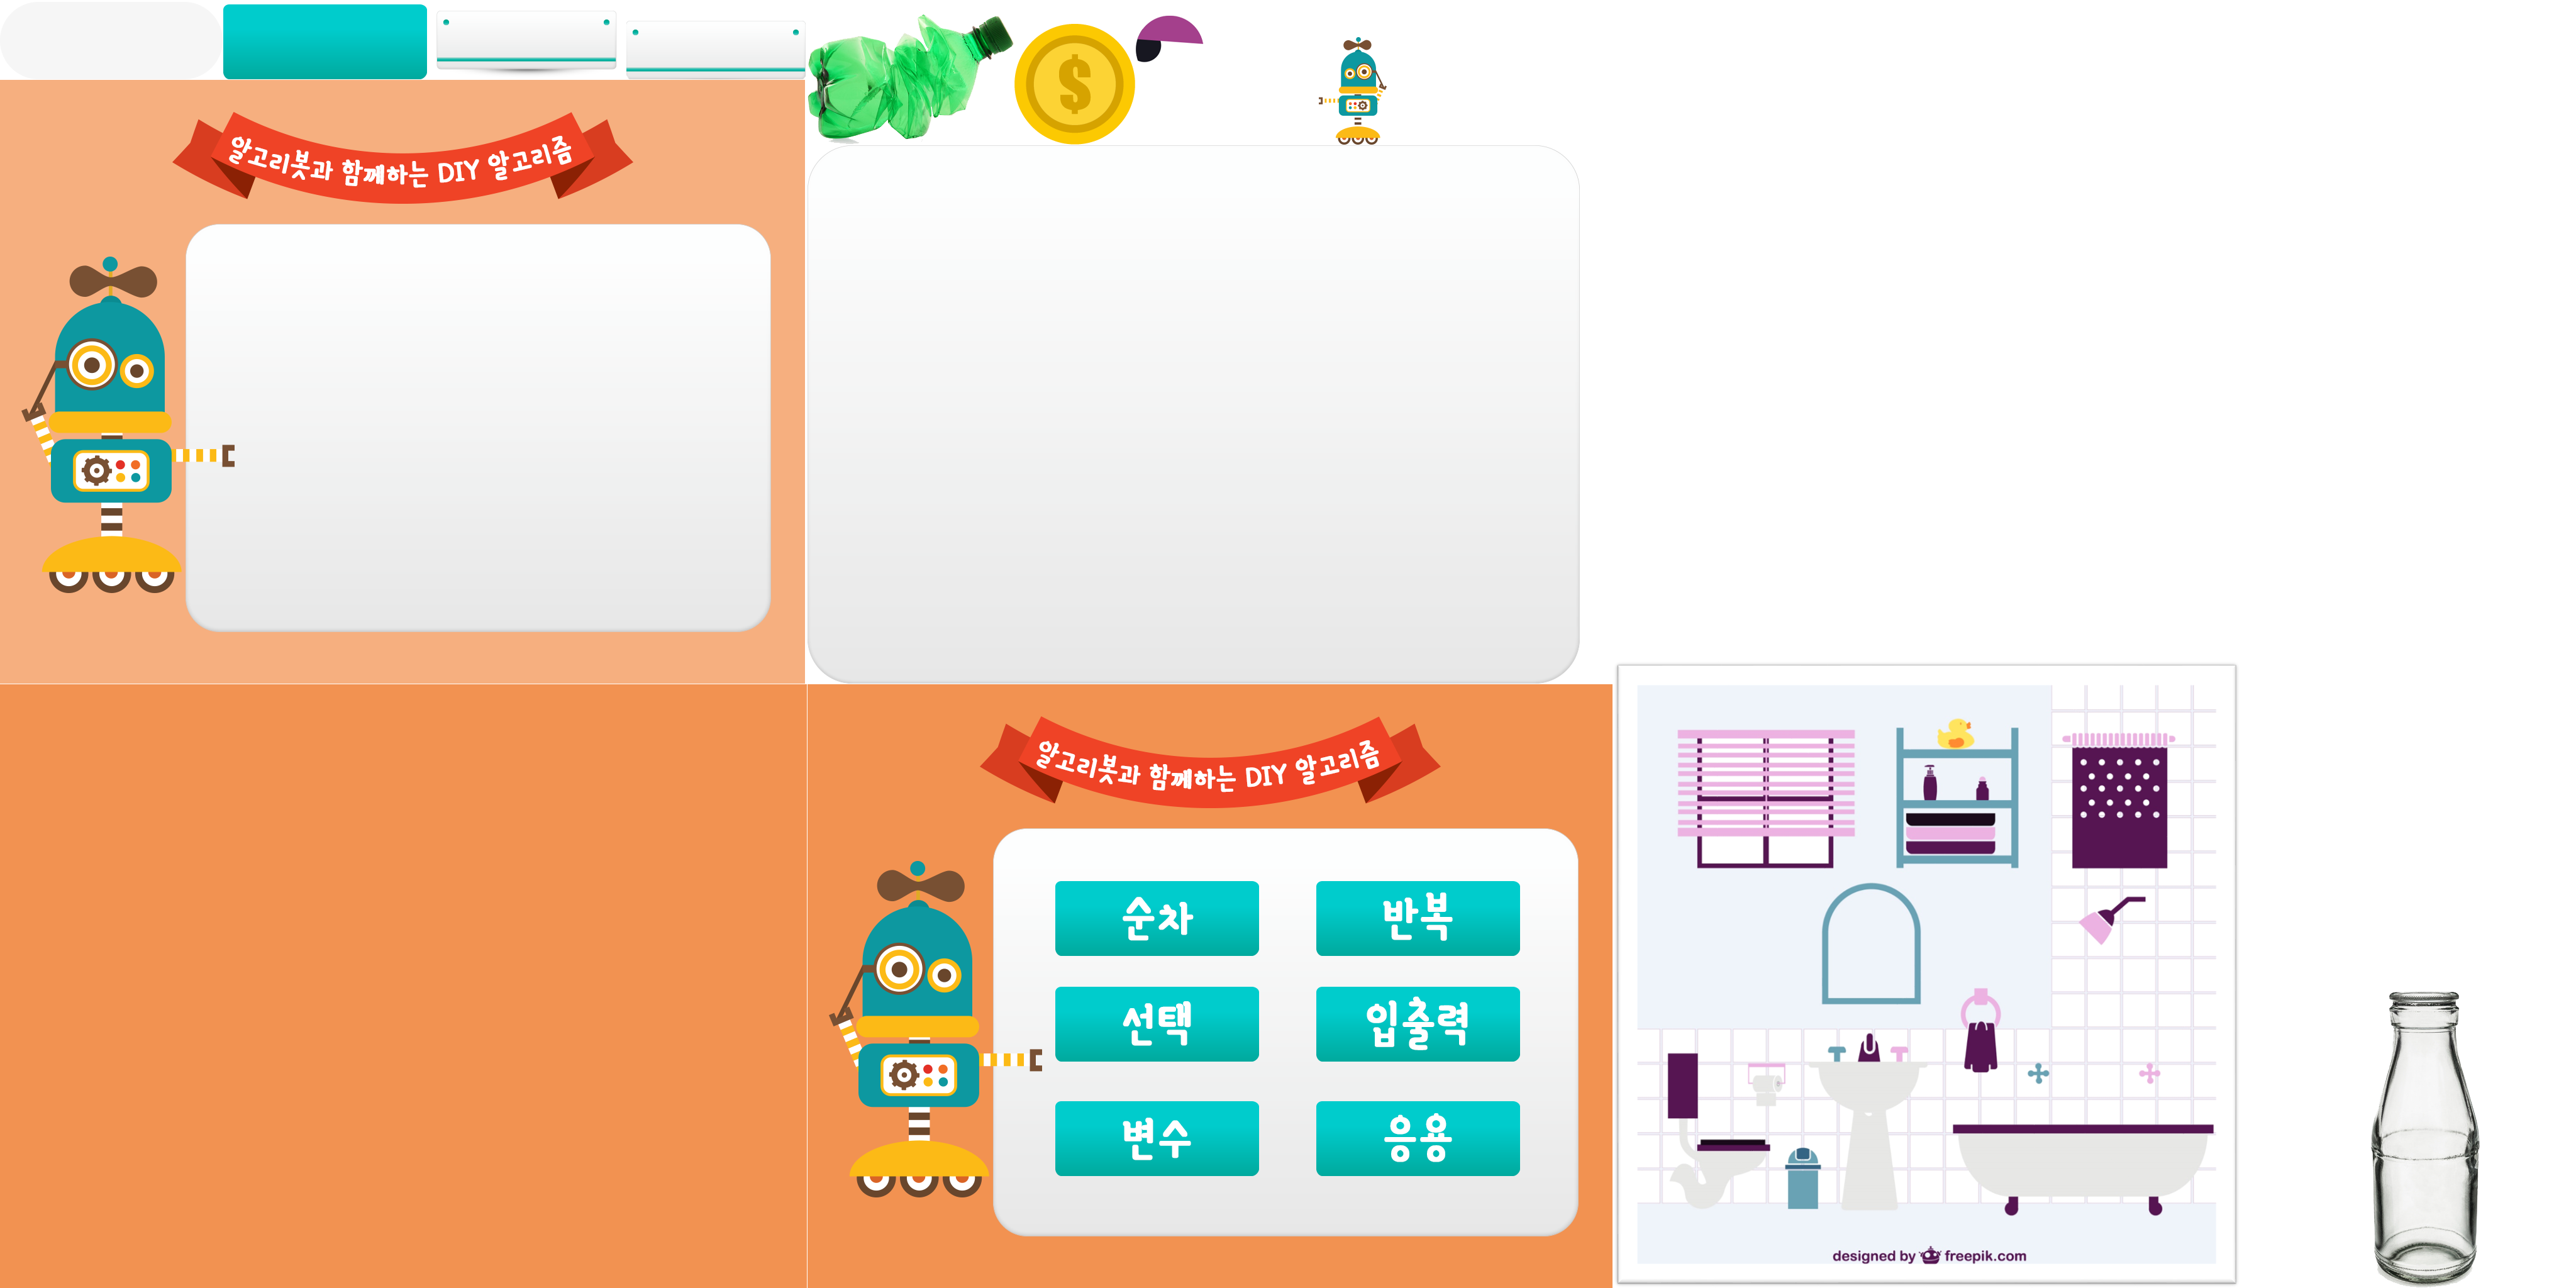 알고리봇과 함께하는 DIY 알고리즘
$
알고리봇과 함께하는 DIY 알고리즘
순차
반복
선택
입출력
변수
응용
designed by freepik.com